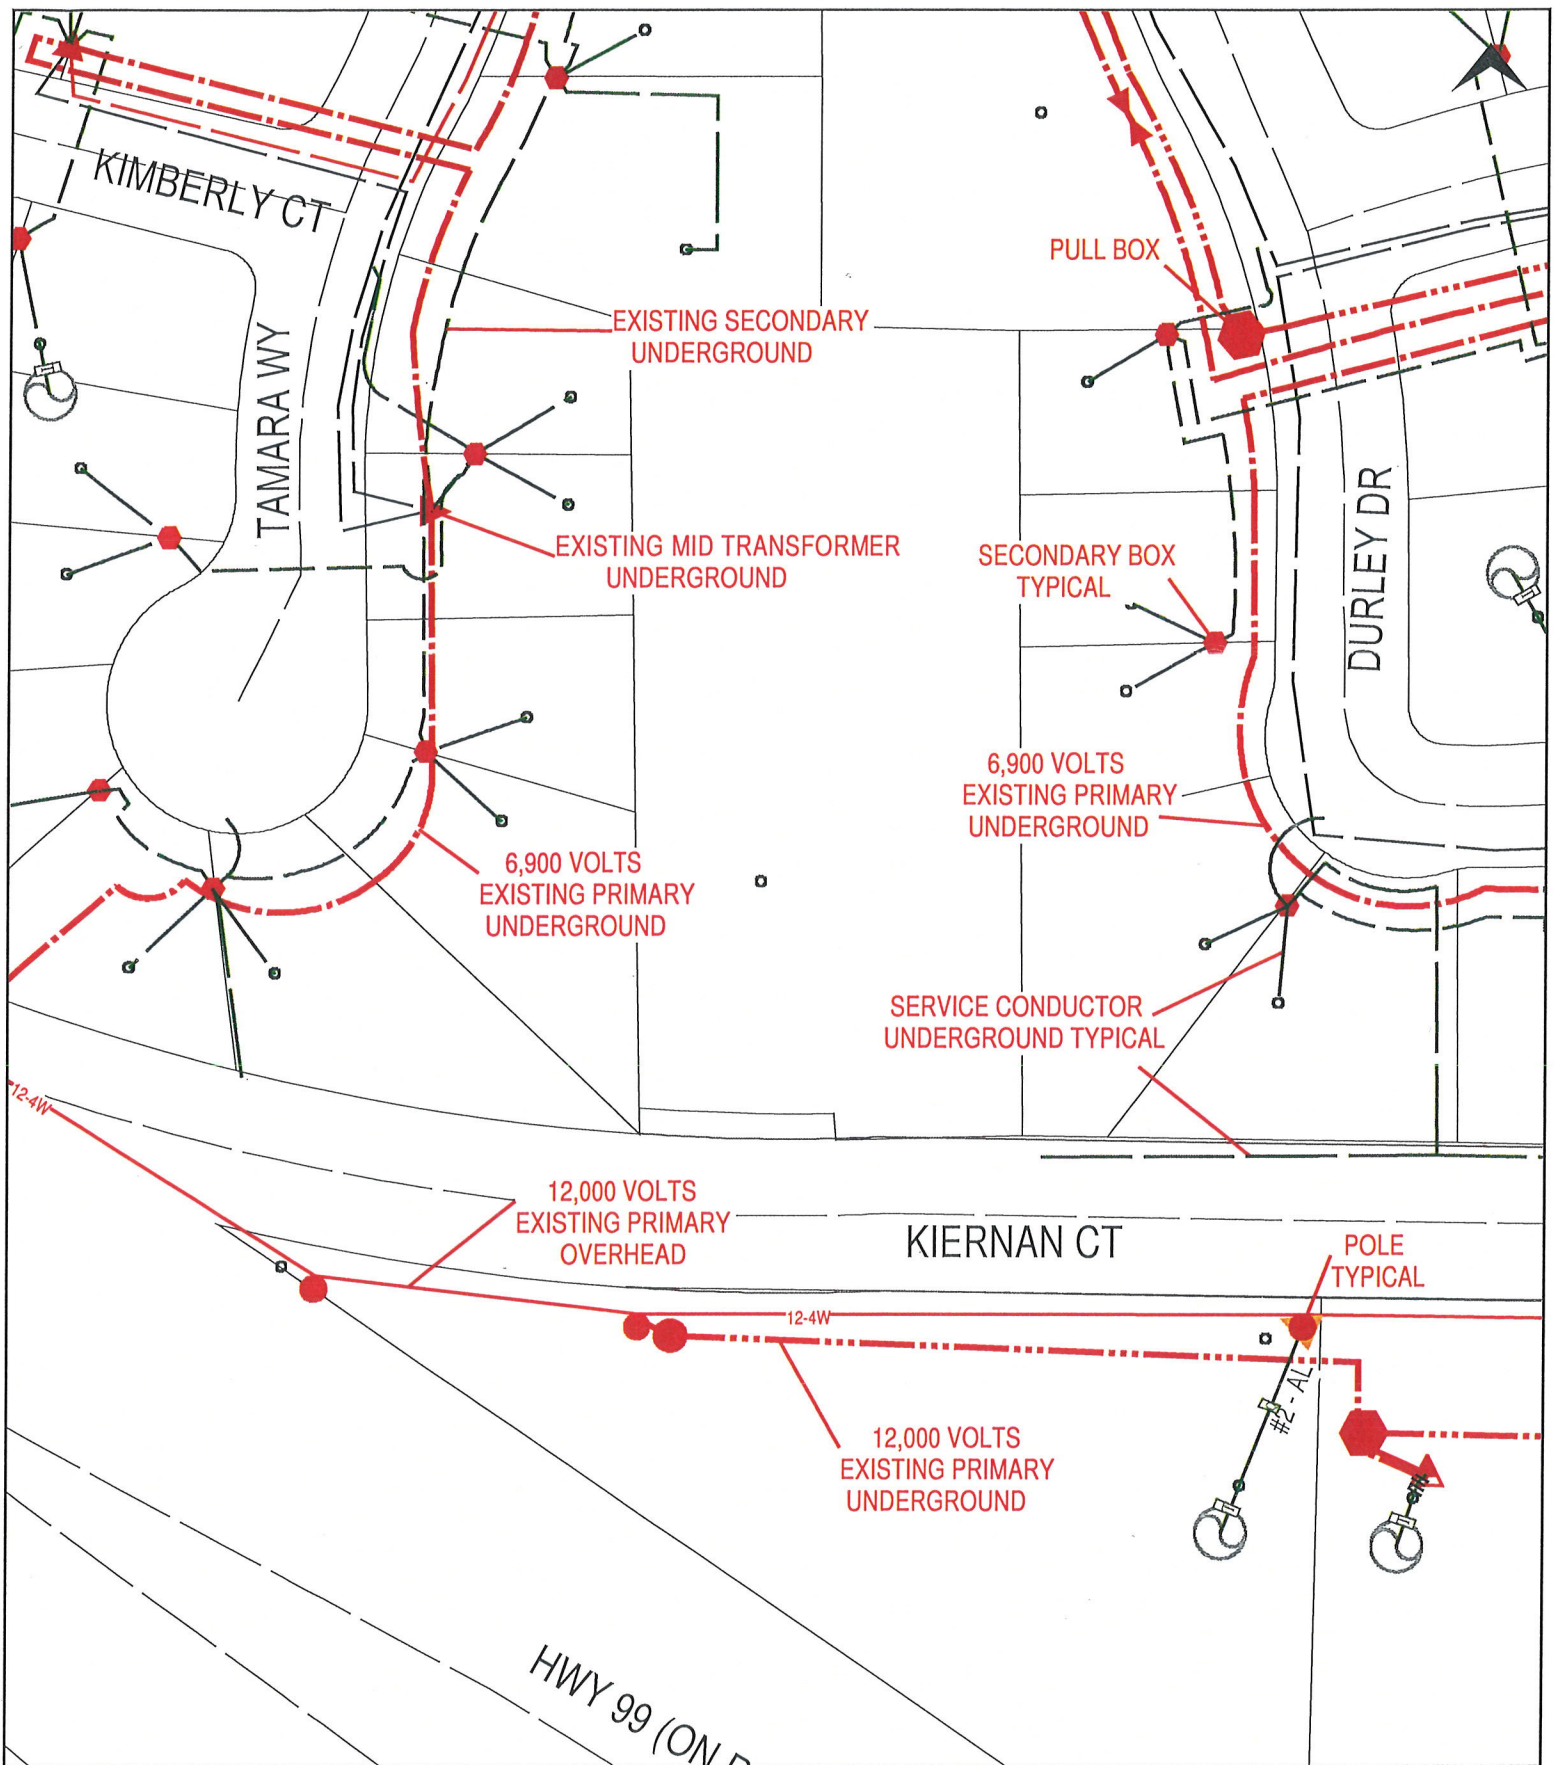 KIMBERLY CT
TAMARA WY
PULL BOX
EXISTING SECONDARY
UNDERGROUND
EXISTING MID TRANSFORMER
UNDERGROUND
SECONDARY BOX
TYPICAL
DURLEY DR
6,900 VOLTS
EXISTING PRIMARY
UNDERGROUND
6,900 VOLTS
EXISTING PRIMARY
UNDERGROUND
SERVICE CONDUCTOR
UNDERGROUND TYPICAL
12-4W
12,000 VOLTS
EXISTING PRIMARY
OVERHEAD
KIERNAN CT
POLE
TYPICAL
12-4W
#2 - AL
12,000 VOLTS
EXISTING PRIMARY
UNDERGROUND
HWY 99 (ON